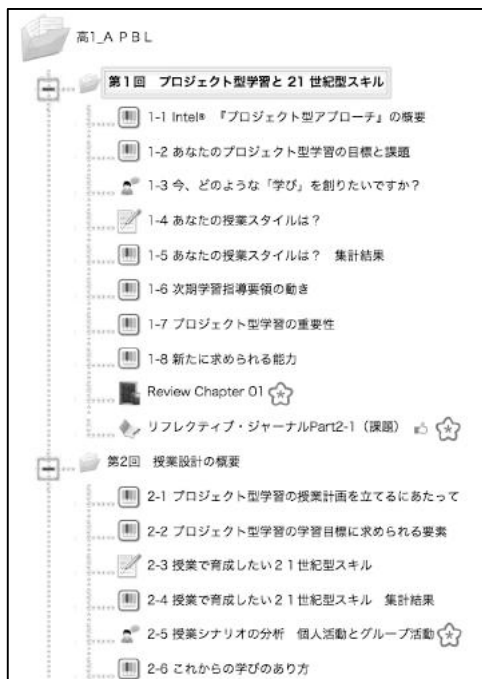 高1_A PBL
第1回 プロジェクト型学習と 21 世紀型スキル
1-1 Intel® 『プロジェクト型アプローチ』の概要
1-2 あなたのプロジェクト型学習の目標と課題
1-3 今、どのような「学び」を創りたいですか？
1-4 あなたの授業スタイルは？
1-5 あなたの授業スタイルは？ 集計結果
1-6 次期学習指導要領の動き
1-7 プロジェクト型学習の重要性
1-8 新たに求められる能力
Review Chapter 01
リフレクティブ・ジャーナルPart2-1（課題）
第2回 授業設計の概要
2-1 プロジェクト型学習の授業計画を立てるにあたって
2-2 プロジェクト型学習の学習目標に求められる要素
2-3 授業で育成したい２１世紀型スキル
2-4 授業で育成したい２１世紀型スキル 集計結果
2-5 授業シナリオの分析 個人活動とグループ活動
2-6 これからの学びのあり方